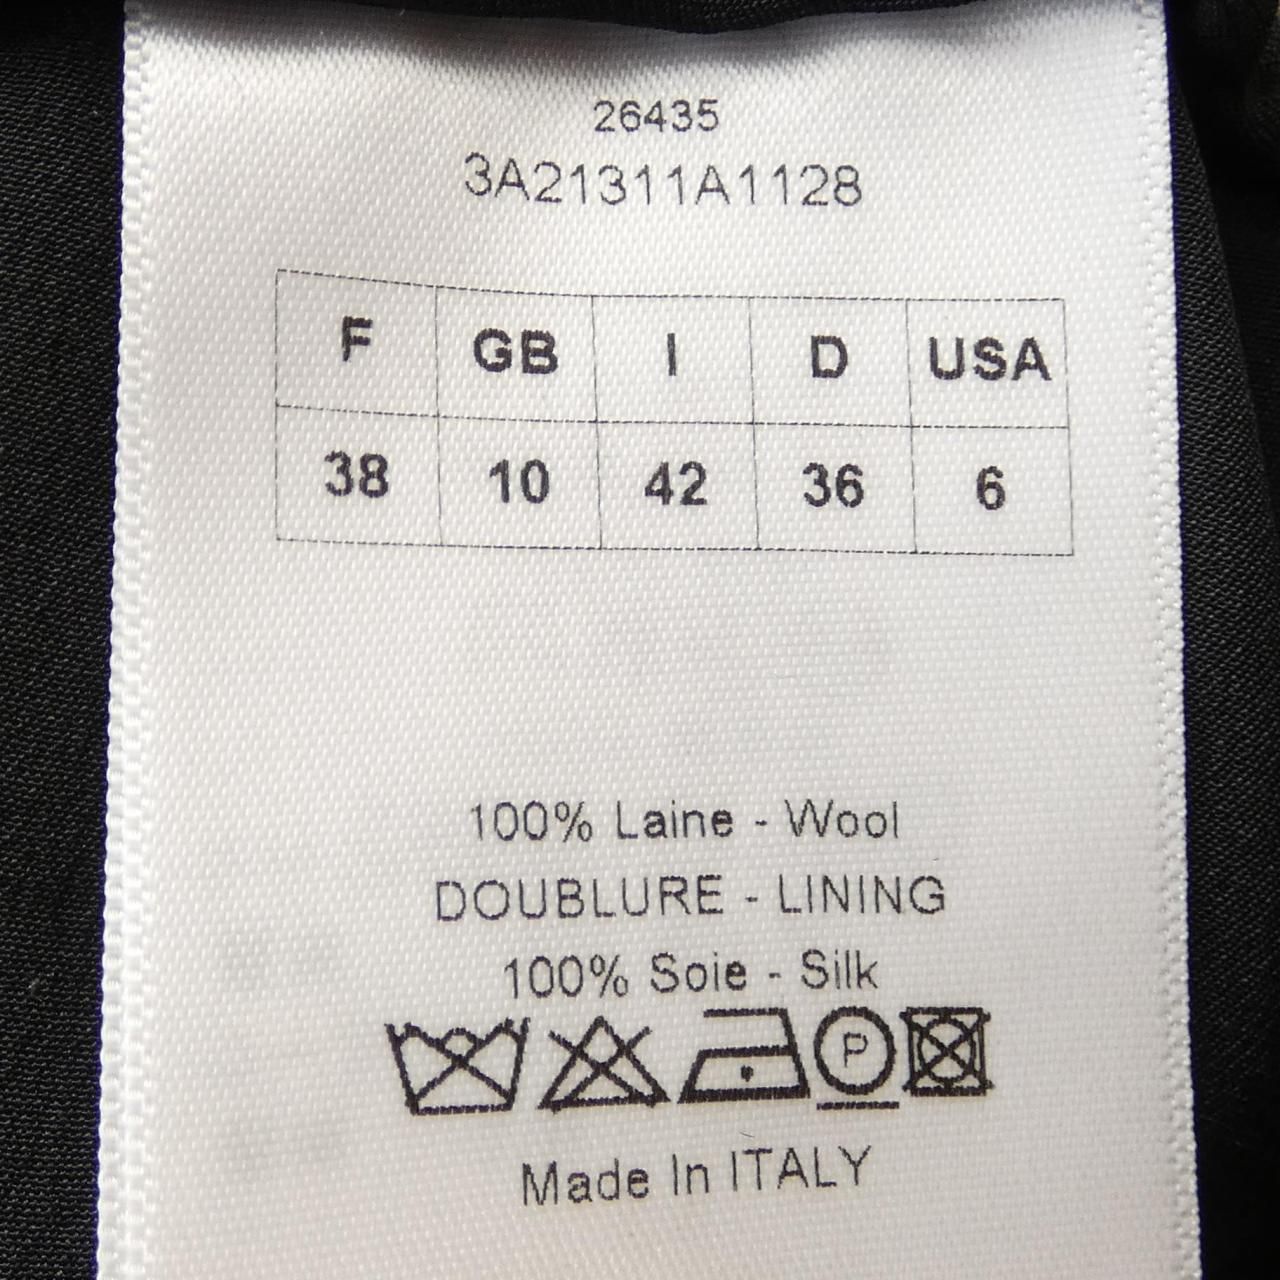 26435
3A21311A1128
F GB I D USA
38 10 42 36 6
100% Laine - Wool
DOUBLURE - LINING
100% Soie - Silk
P
Made In ITALY